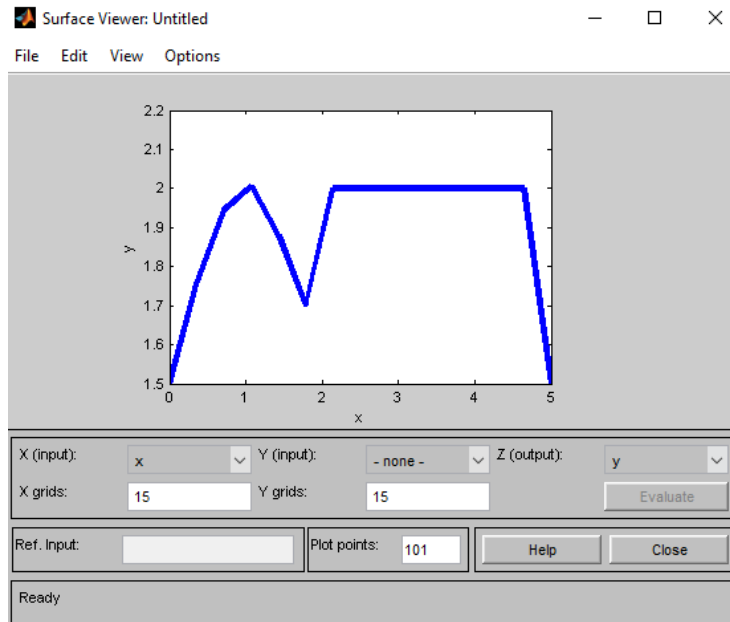 Surface Viewer: Untitled
File Edit View Options
2.2
2.1
2
1.9
1.8
1.7
1.6
1.5
y
0 1 2 3 4 5
x
X (input): x Y (input): - none - Z (output): y
X grids: 15 Y grids: 15 Evaluate
Ref. Input: Plot points: 101 Help Close
Ready